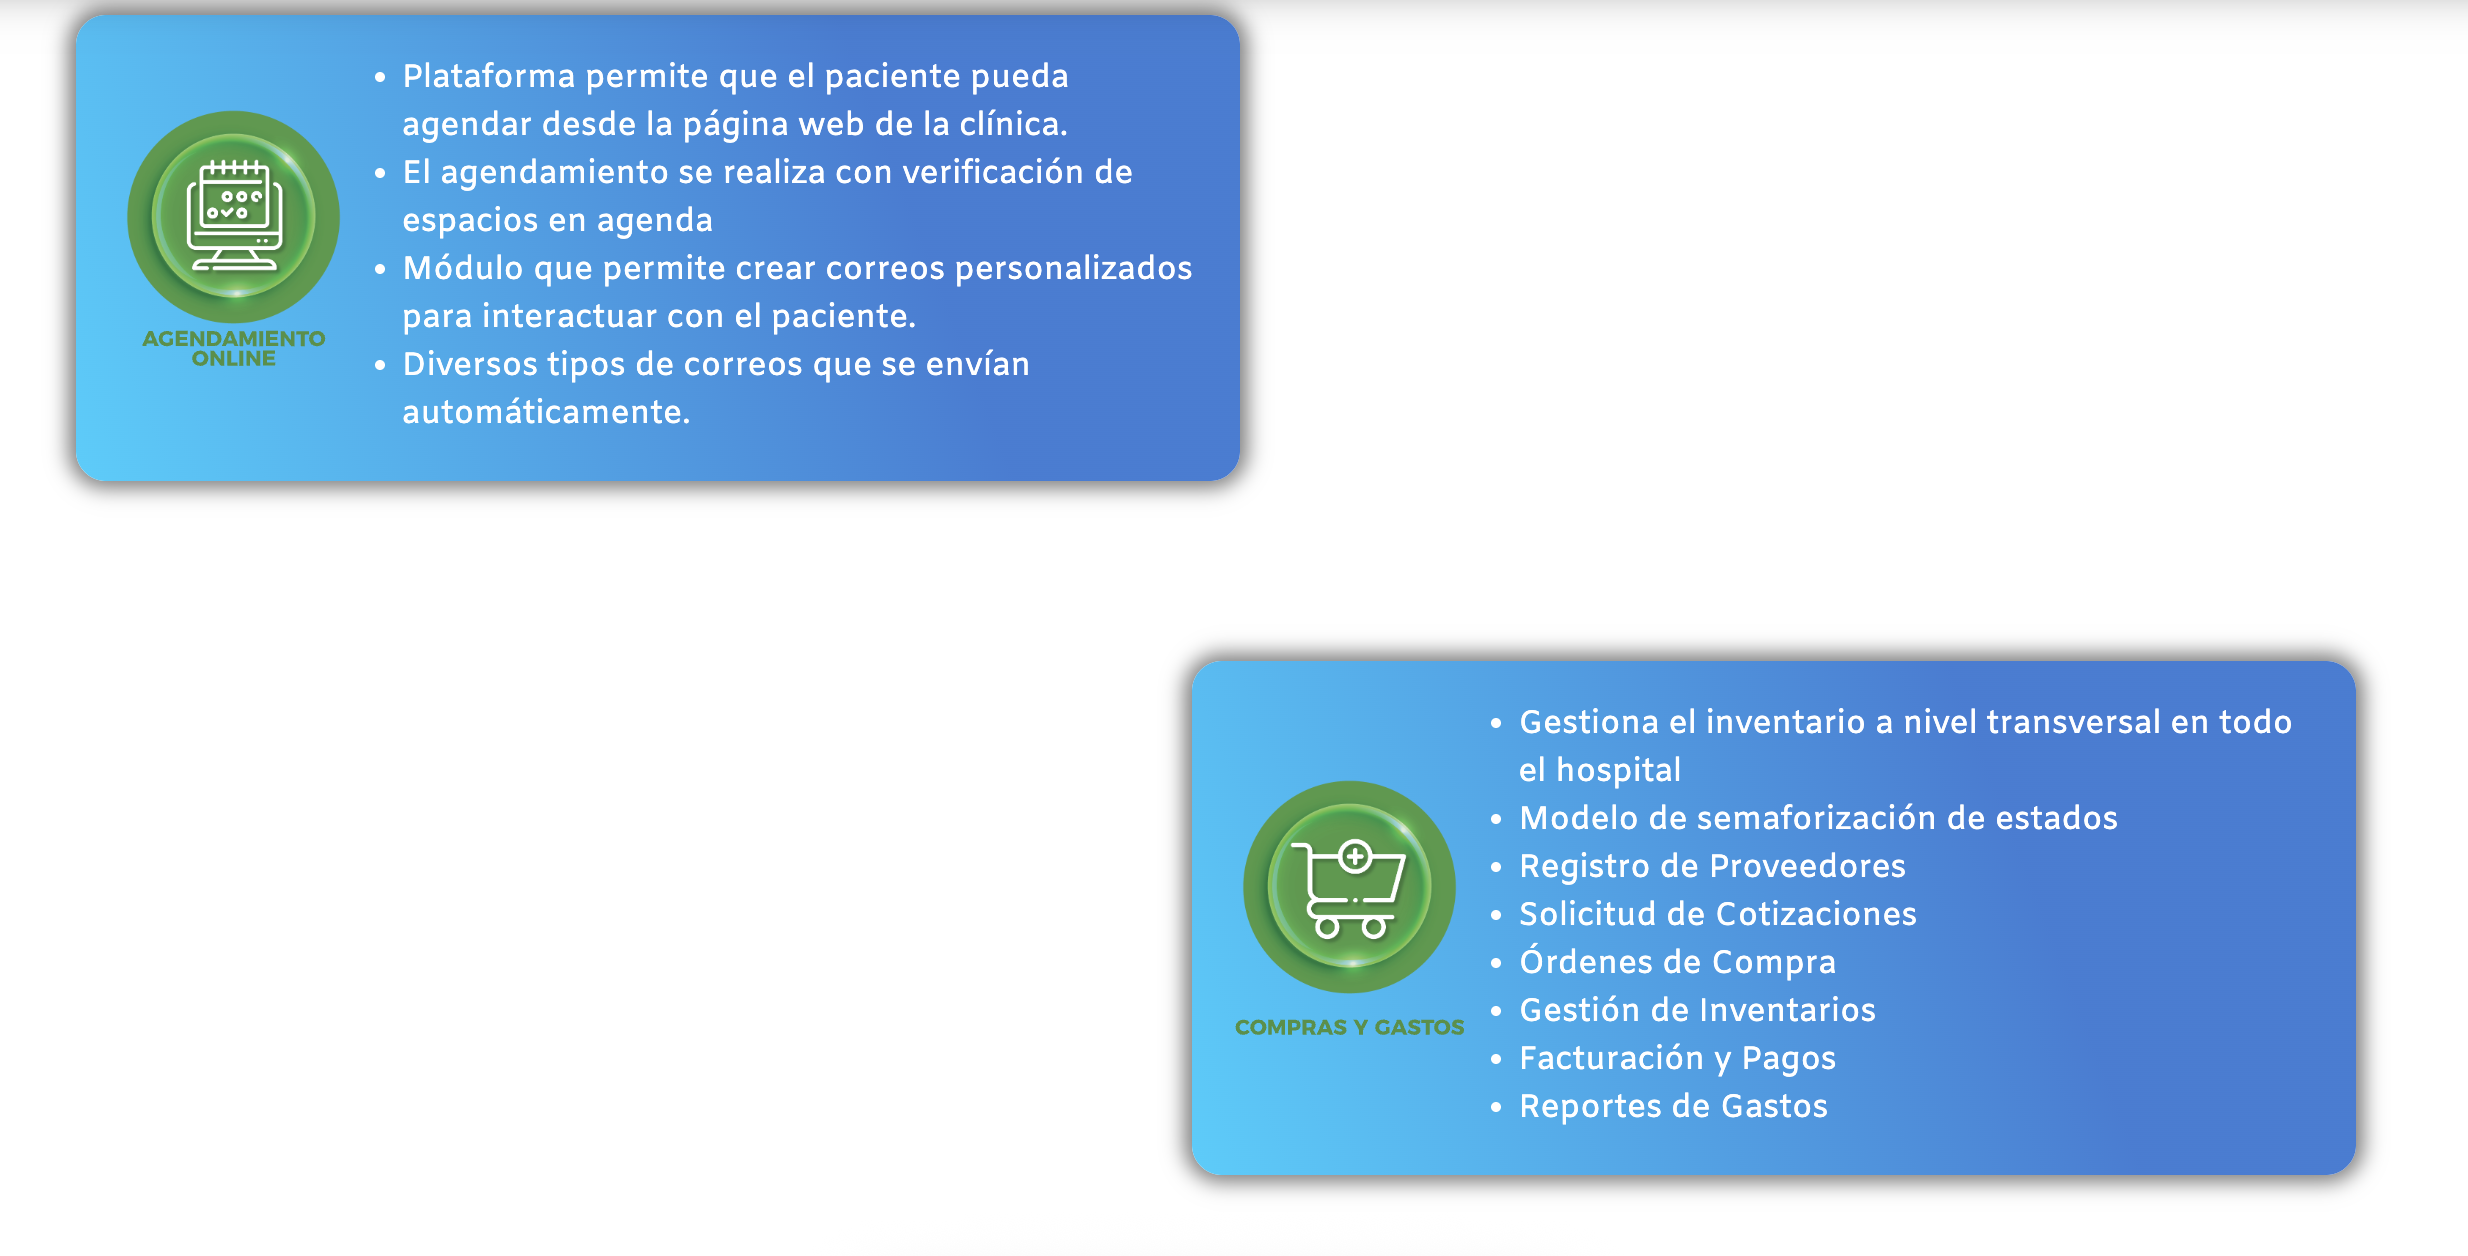 • Plataforma permite que el paciente pueda
agendar desde la página web de la clínica.
• El agendamiento se realiza con verificación de
espacios en agenda
• Módulo que permite crear correos personalizados
para interactuar con el paciente.
• Diversos tipos de correos que se envían
automáticamente.
AGENDAMIENTO
ONLINE
• Gestiona el inventario a nivel transversal en todo
el hospital
• Modelo de semaforización de estados
• Registro de Proveedores
• Solicitud de Cotizaciones
• Órdenes de Compra
• Gestión de Inventarios
• Facturación y Pagos
• Reportes de Gastos
COMPRAS Y GASTOS